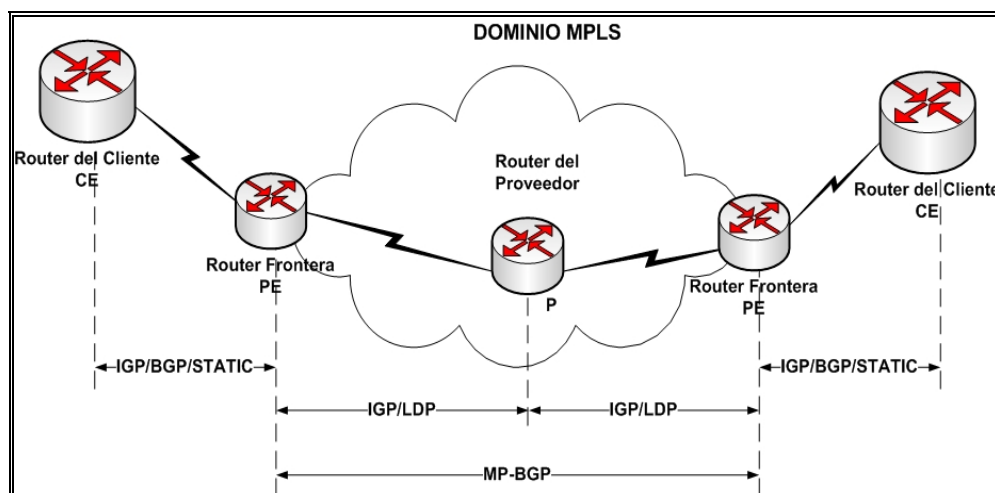 DOMINIO MPLS
Router del Cliente
CE
Router Frontera
PE
Router del
Proveedor
P
Router Frontera
PE
Router del Cliente
CE
IGP/BGP/STATIC
IGP/LDP
IGP/LDP
IGP/BGP/STATIC
MP-BGP